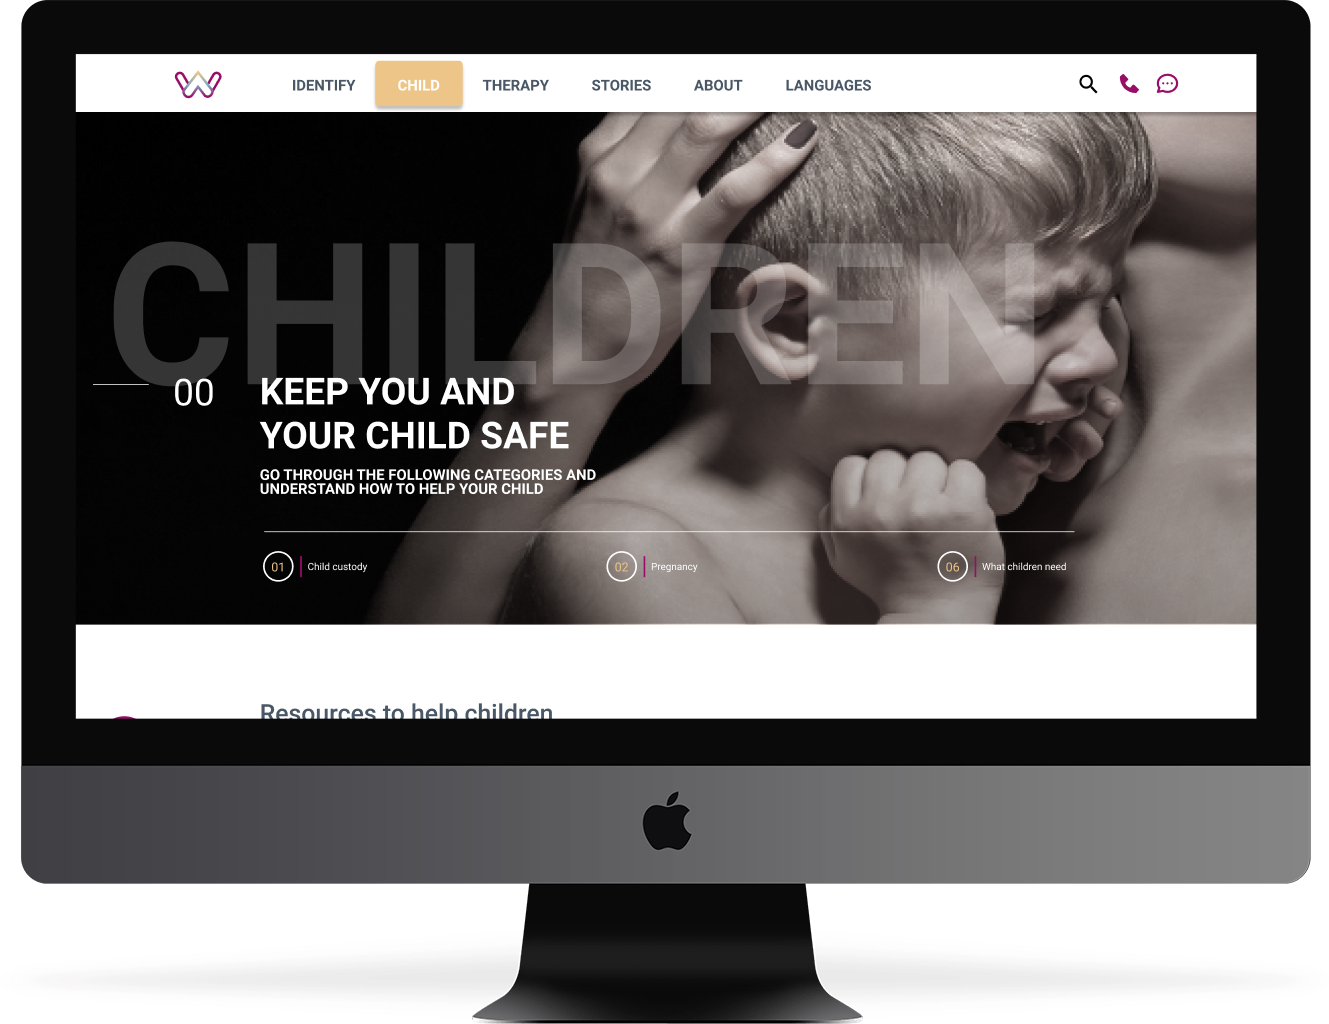 IDENTIFY CHILD THERAPY STORIES ABOUT LANGUAGES
CHILDREN
00
KEEP YOU AND
YOUR CHILD SAFE
GO THROUGH THE FOLLOWING CATEGORIES AND
UNDERSTAND HOW TO HELP YOUR CHILD
01 Child custody 02 Pregnancy 06 What children need
Resources to help children